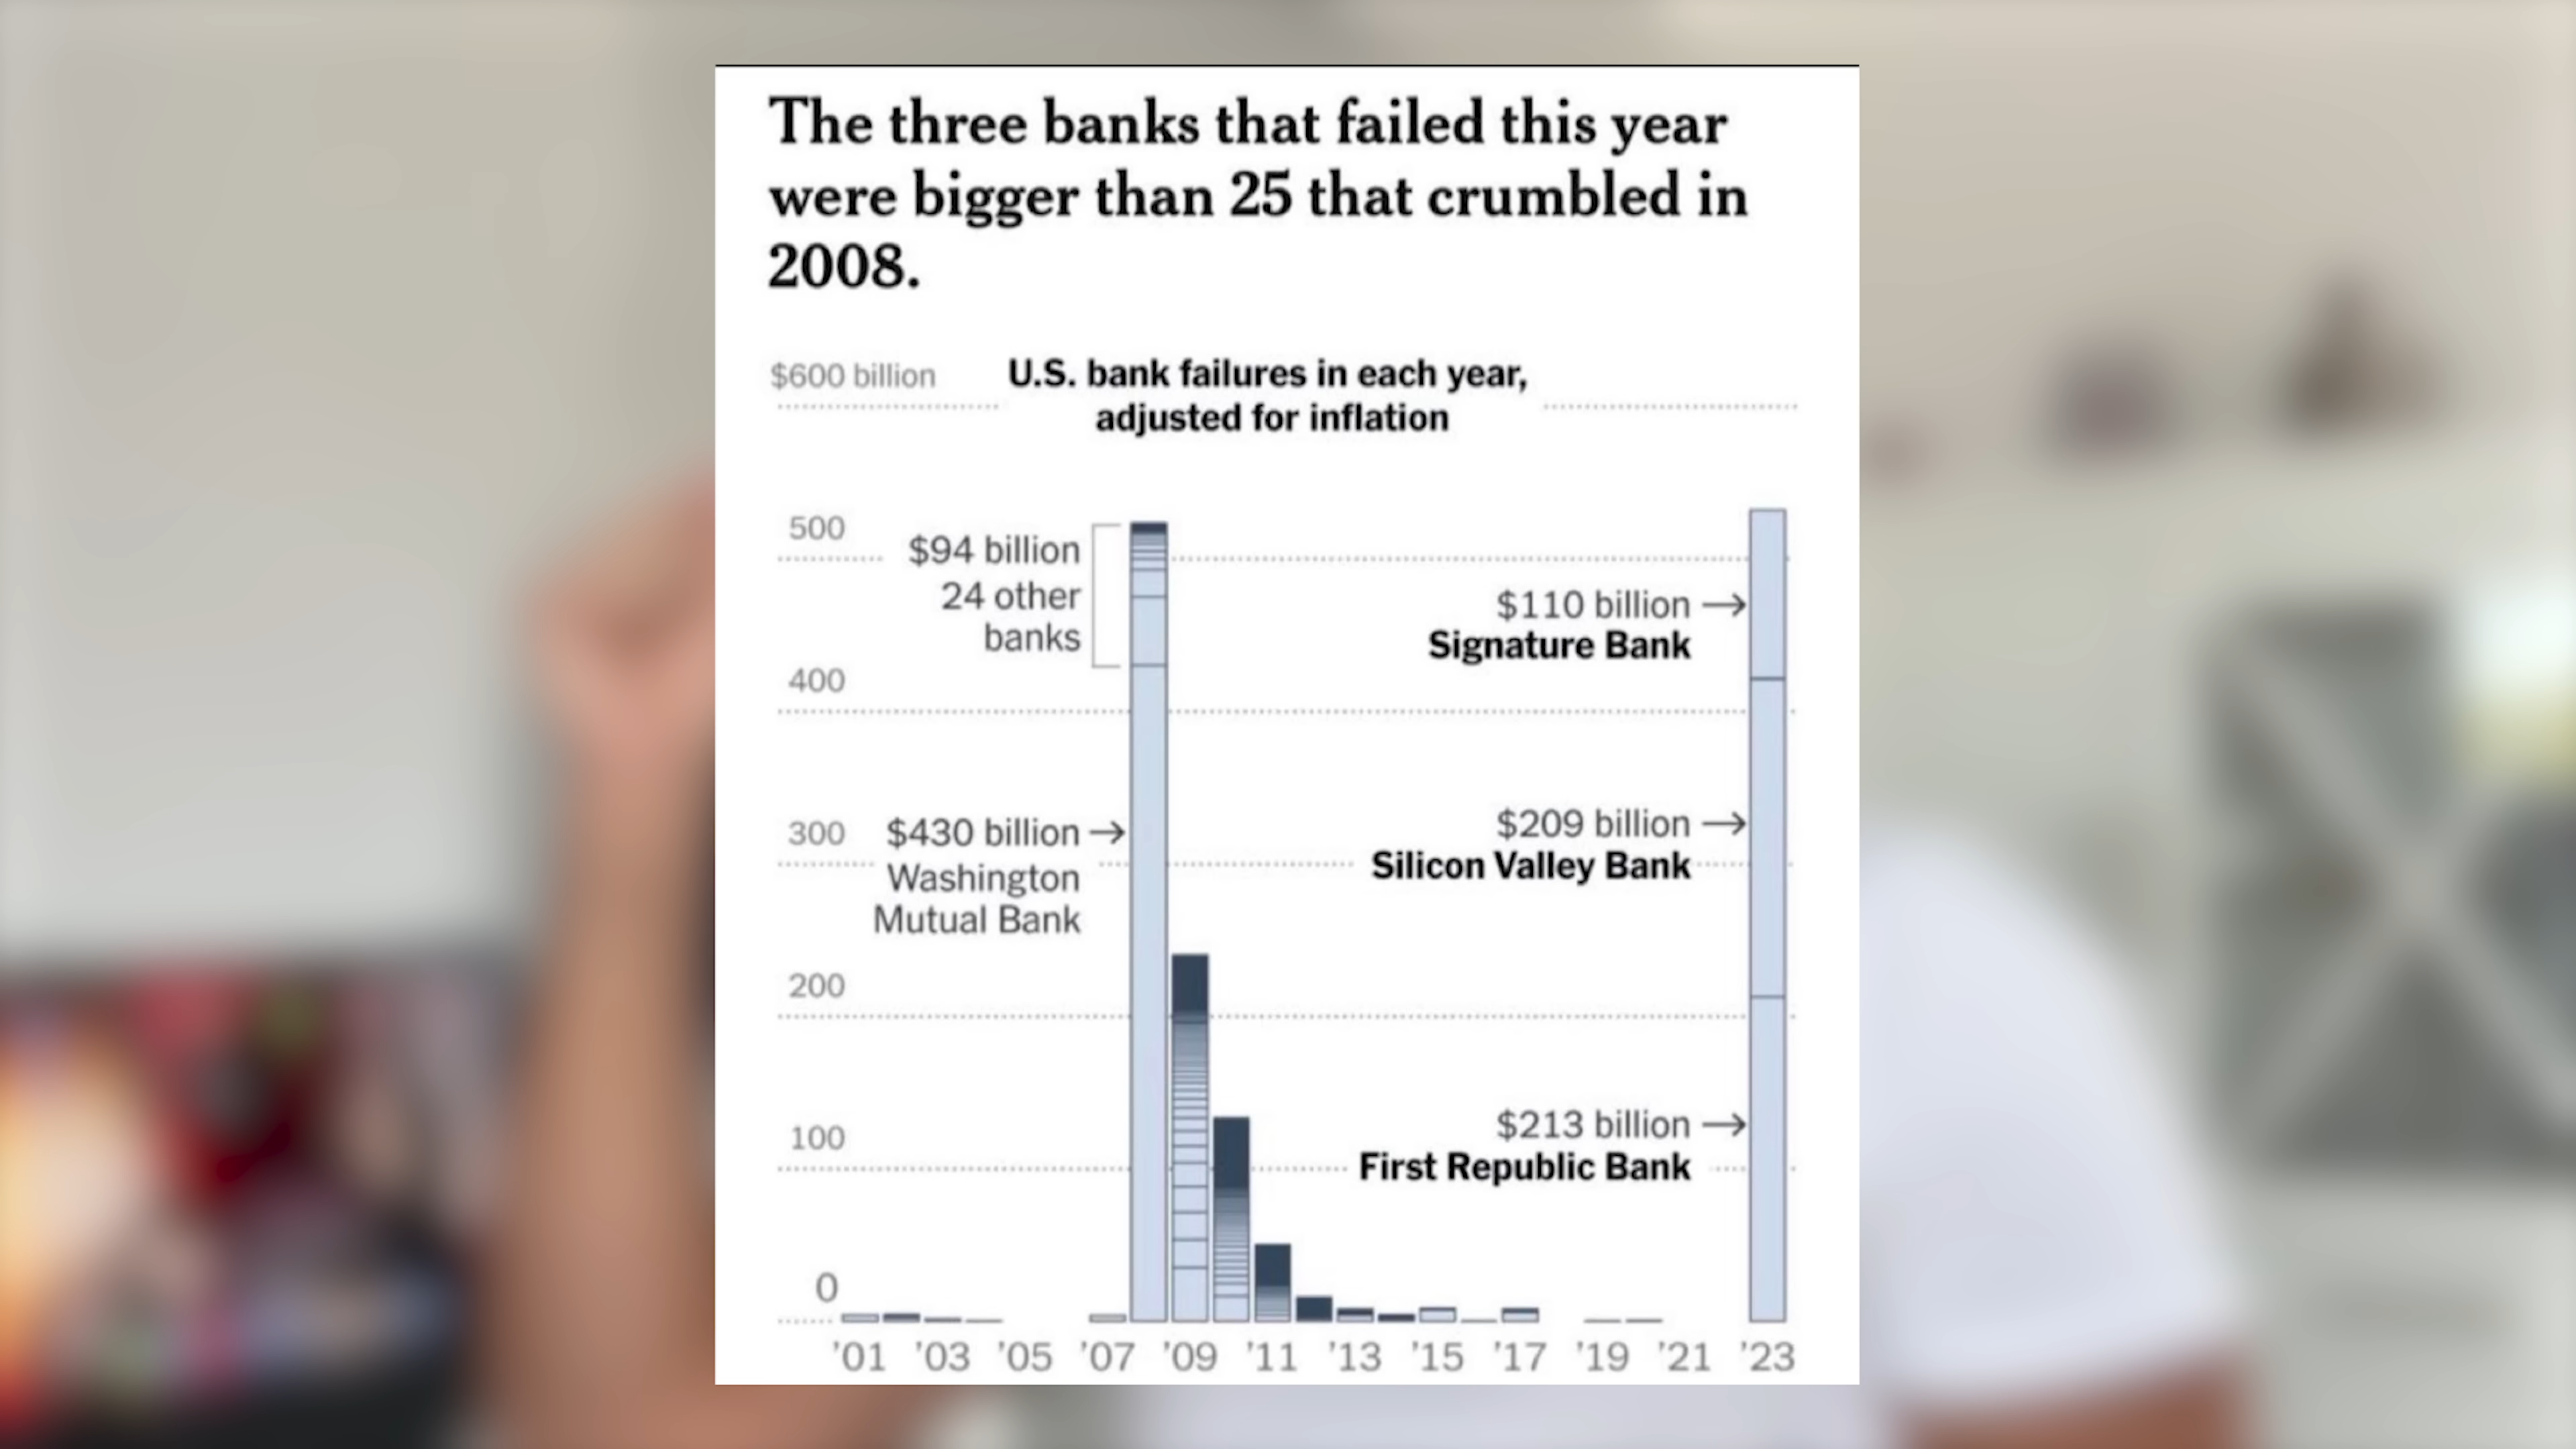 The three banks that failed this year
were bigger than 25 that crumbled in
2008.
$600 billion
U.S. bank failures in each year,
adjusted for inflation
500
$94 billion
24 other
banks
$110 billion →
Signature Bank
400
300
$430 billion →
Washington
Mutual Bank
$209 billion →
Silicon Valley Bank
200
100
$213 billion →
First Republic Bank
0
'01 '03 '05 '07 '09 '11 '13 '15 '17 '19 '21 '23